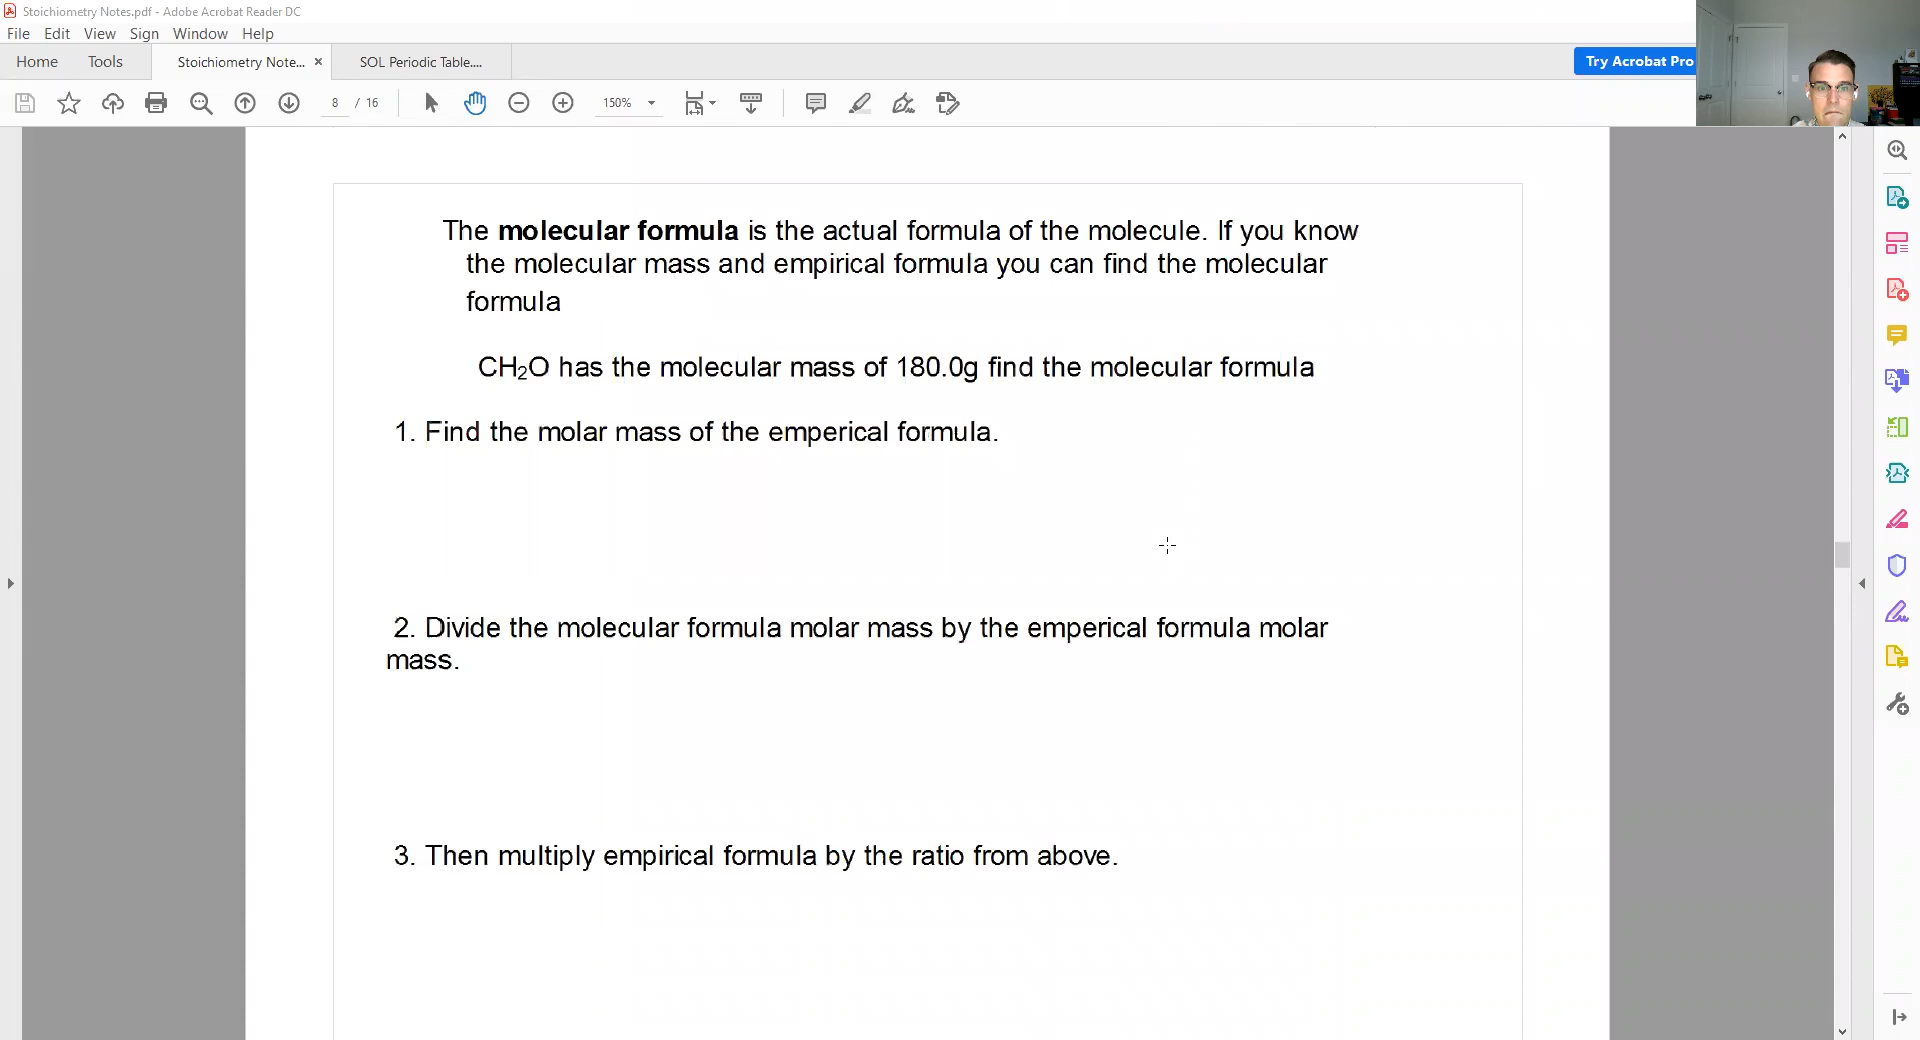 Stoichiometry Notes.pdf - Adobe Acrobat Reader DC
File Edit View Sign Window Help
Home Tools Stoichiometry Note... × SOL Periodic Table.... Try Acrobat Pro
8 / 16 150%
The molecular formula is the actual formula of the molecule. If you know
the molecular mass and empirical formula you can find the molecular
formula
CH₂O has the molecular mass of 180.0g find the molecular formula
1. Find the molar mass of the emperical formula.
2. Divide the molecular formula molar mass by the emperical formula molar
mass.
3. Then multiply empirical formula by the ratio from above.